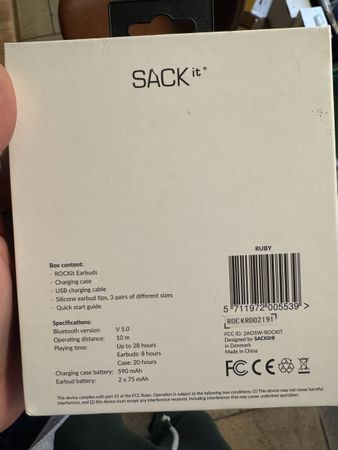 SACKit®
Box content:
· ROCKit Earbuds
· Charging case
· USB charging cable
· Silicone earbud tips, 3 pairs of different sizes
· Quick start guide
Specifications:
Bluetooth version: V 5.0
Operating distance: 10 m
Playing time: Up to 28 hours
Earbuds: 8 hours
Case: 20 hours
Charging case battery: 590 mAh
Earbud battery: 2 x 75 mAh
RUBY
5 711972 005539 >
ROCKR002191
FCC ID: 2AO5W-ROCKIT
Designed by SACKit®
in Denmark
Made in China
FC CE
This device complies with part 15 of the FCC Rules. Operation is subject to the following two conditions: (1) This device may not cause harmful
interference, and (2) this device must accept any interference received, including interference that may cause undesired operation.